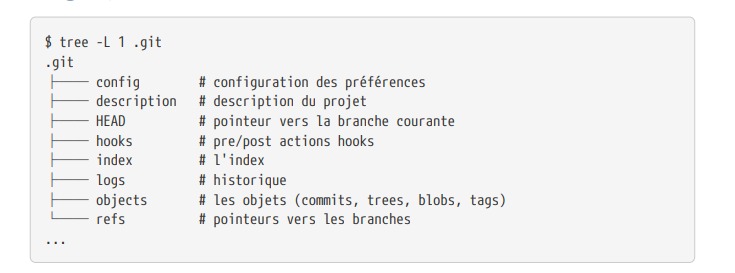 $ tree -L 1 .git
.git
├──── config # configuration des préférences
├──── description # description du projet
├──── HEAD # pointeur vers la branche courante
├──── hooks # pre/post actions hooks
├──── index # l'index
├──── logs # historique
├──── objects # les objets (commits, trees, blobs, tags)
└──── refs # pointeurs vers les branches
...